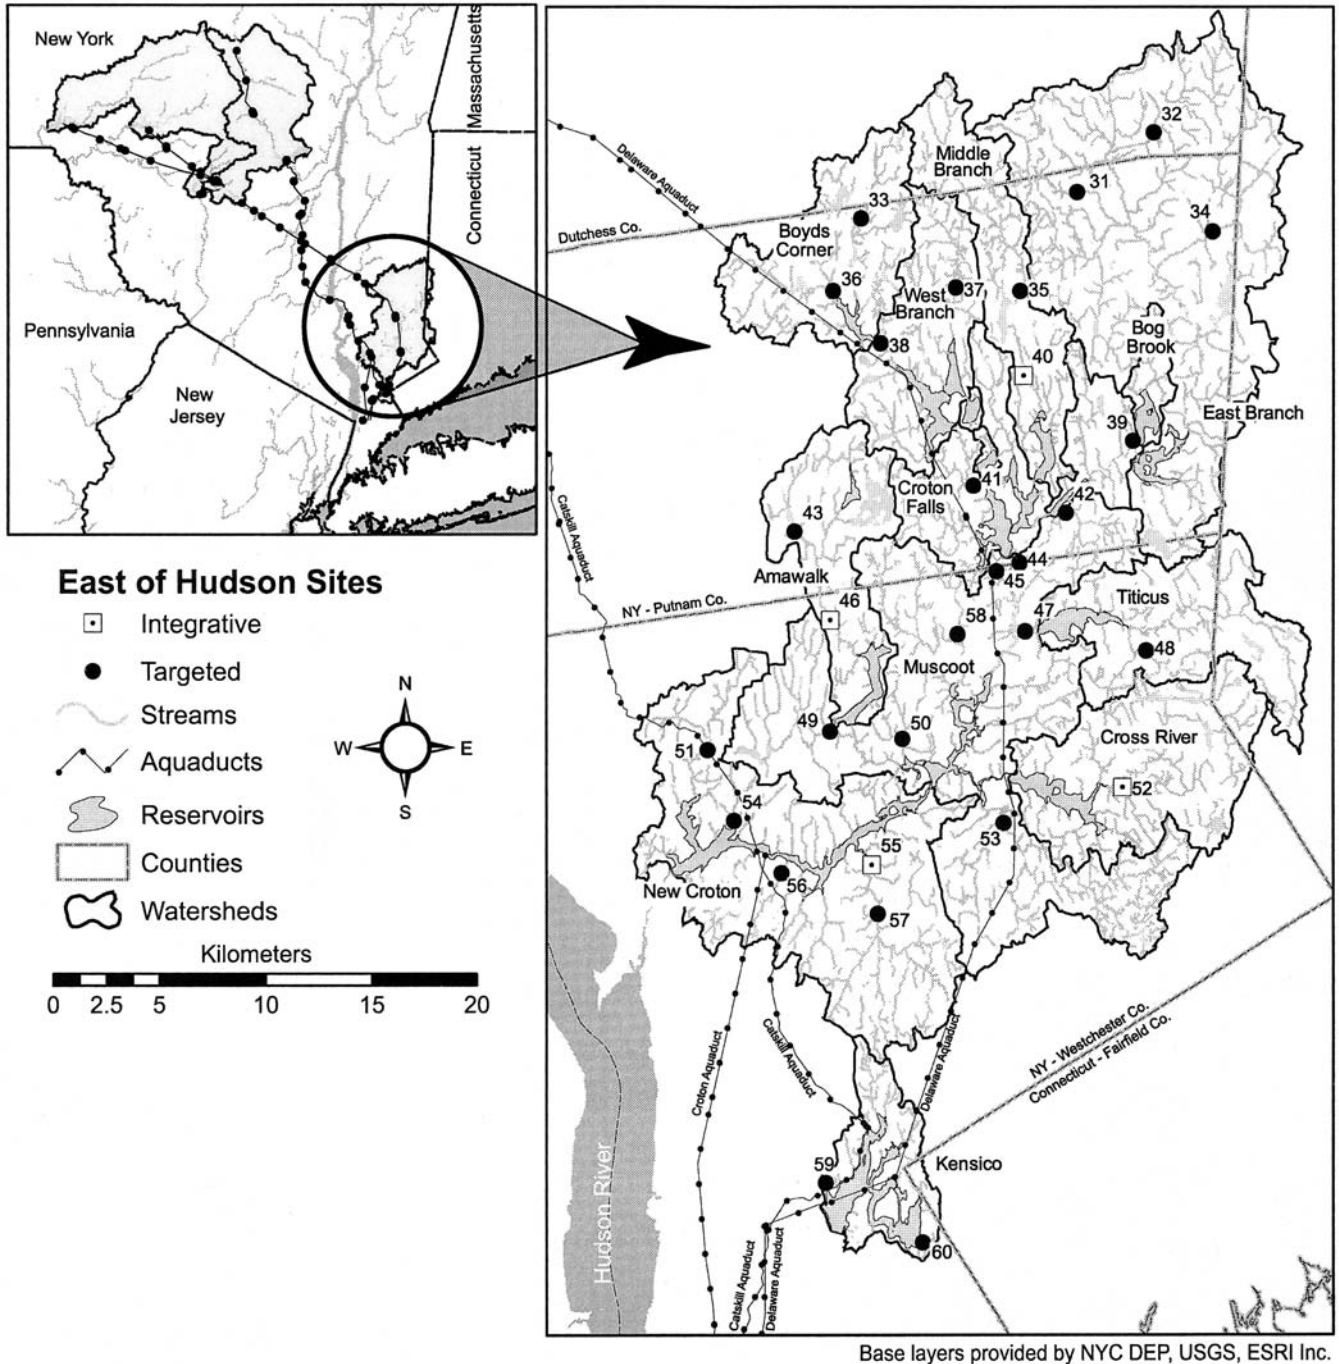 New York
Massachusetts
Connecticut
Pennsylvania
New
Jersey
East of Hudson Sites
Integrative
Targeted
Streams
Aquaducts
Reservoirs
Counties
Watersheds
N
W
E
S
Kilometers
0 2.5 5 10 15 20
Delaware Aquaduct
Dutchess Co.
Middle
Branch
32
31
34
33
Boyds
Corner
36
37
35
West
Branch
38
Bog
Brook
40
39
East Branch
41
Croton
Falls
42
43
Catskill Aquaduct
44
45
Amawalk
NY - Putnam Co.
46
58
47
Titicus
48
Muscoot
49
50
51
Cross River
52
54
53
55
56
New Croton
57
Croton Aquaduct
Catskill Aquaduct
Delaware Aquaduct
NY - Westchester Co.
Connecticut - Fairfield Co.
Hudson River
59
Kensico
60
Catskill Aquaduct
Delaware Aquaduct
Base layers provided by NYC DEP, USGS, ESRI Inc.